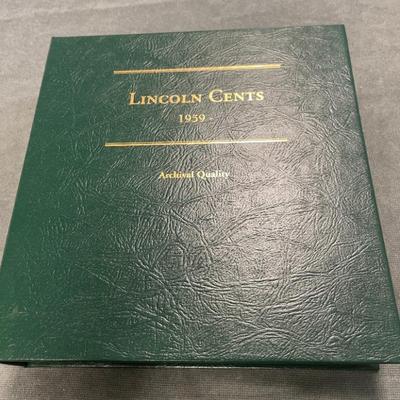 Lincoln Cents
1959 -
Archival Quality